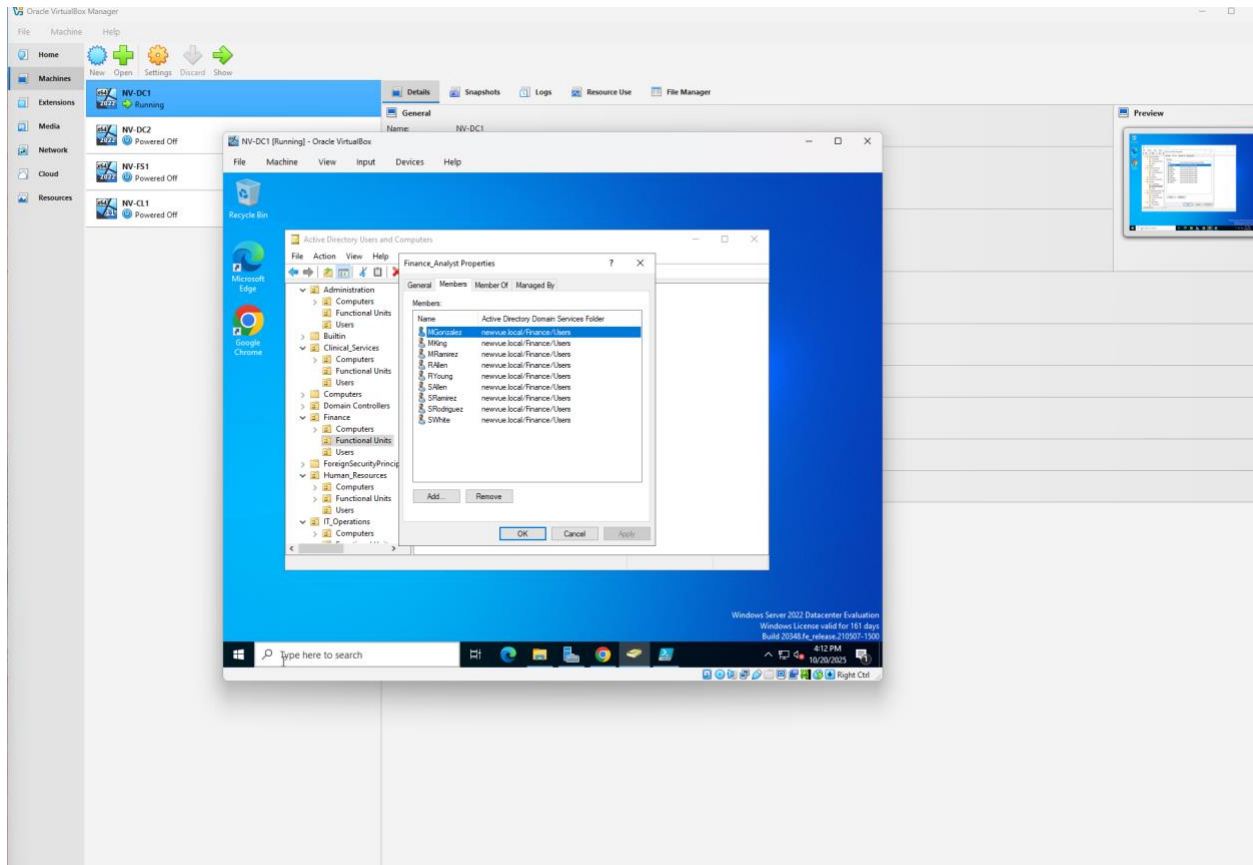 Oracle VirtualBox Manager
File Machine Help
Home
Machines
Extensions
Media
Network
Cloud
Resources
New Open Settings Discard Show
NV-DC1
Running
NV-DC2
Powered Off
NV-FS1
Powered Off
NV-CL1
Powered Off
Details Snapshots Logs Resource Use File Manager
General
Name: NV-DC1
Preview
NV-DC1 [Running] - Oracle VirtualBox
File Machine View Input Devices Help
Recycle Bin
Microsoft Edge
Google Chrome
Active Directory Users and Computers
File Action View Help
Administration
Computers
Functional Units
Users
Builtin
Clinical_Services
Computers
Functional Units
Users
Computers
Domain Controllers
Finance
Computers
Functional Units
Users
ForeignSecurityPrincip
Human_Resources
Computers
Functional Units
Users
IT_Operations
Computers
Finance_Analyst Properties
General Members Member Of Managed By
Members:
Name Active Directory Domain Services Folder
MGonzales newvue.local/Finance/Users
MKing newvue.local/Finance/Users
MRamirez newvue.local/Finance/Users
RAllen newvue.local/Finance/Users
RYoung newvue.local/Finance/Users
SAllen newvue.local/Finance/Users
SRamirez newvue.local/Finance/Users
SRodriguez newvue.local/Finance/Users
SWhite newvue.local/Finance/Users
Add... Remove
OK Cancel Apply
Windows Server 2022 Datacenter Evaluation
Windows License valid for 161 days
Build 20348.fe_release.210507-1500
Type here to search
4:12 PM
10/20/2025
Right Ctrl